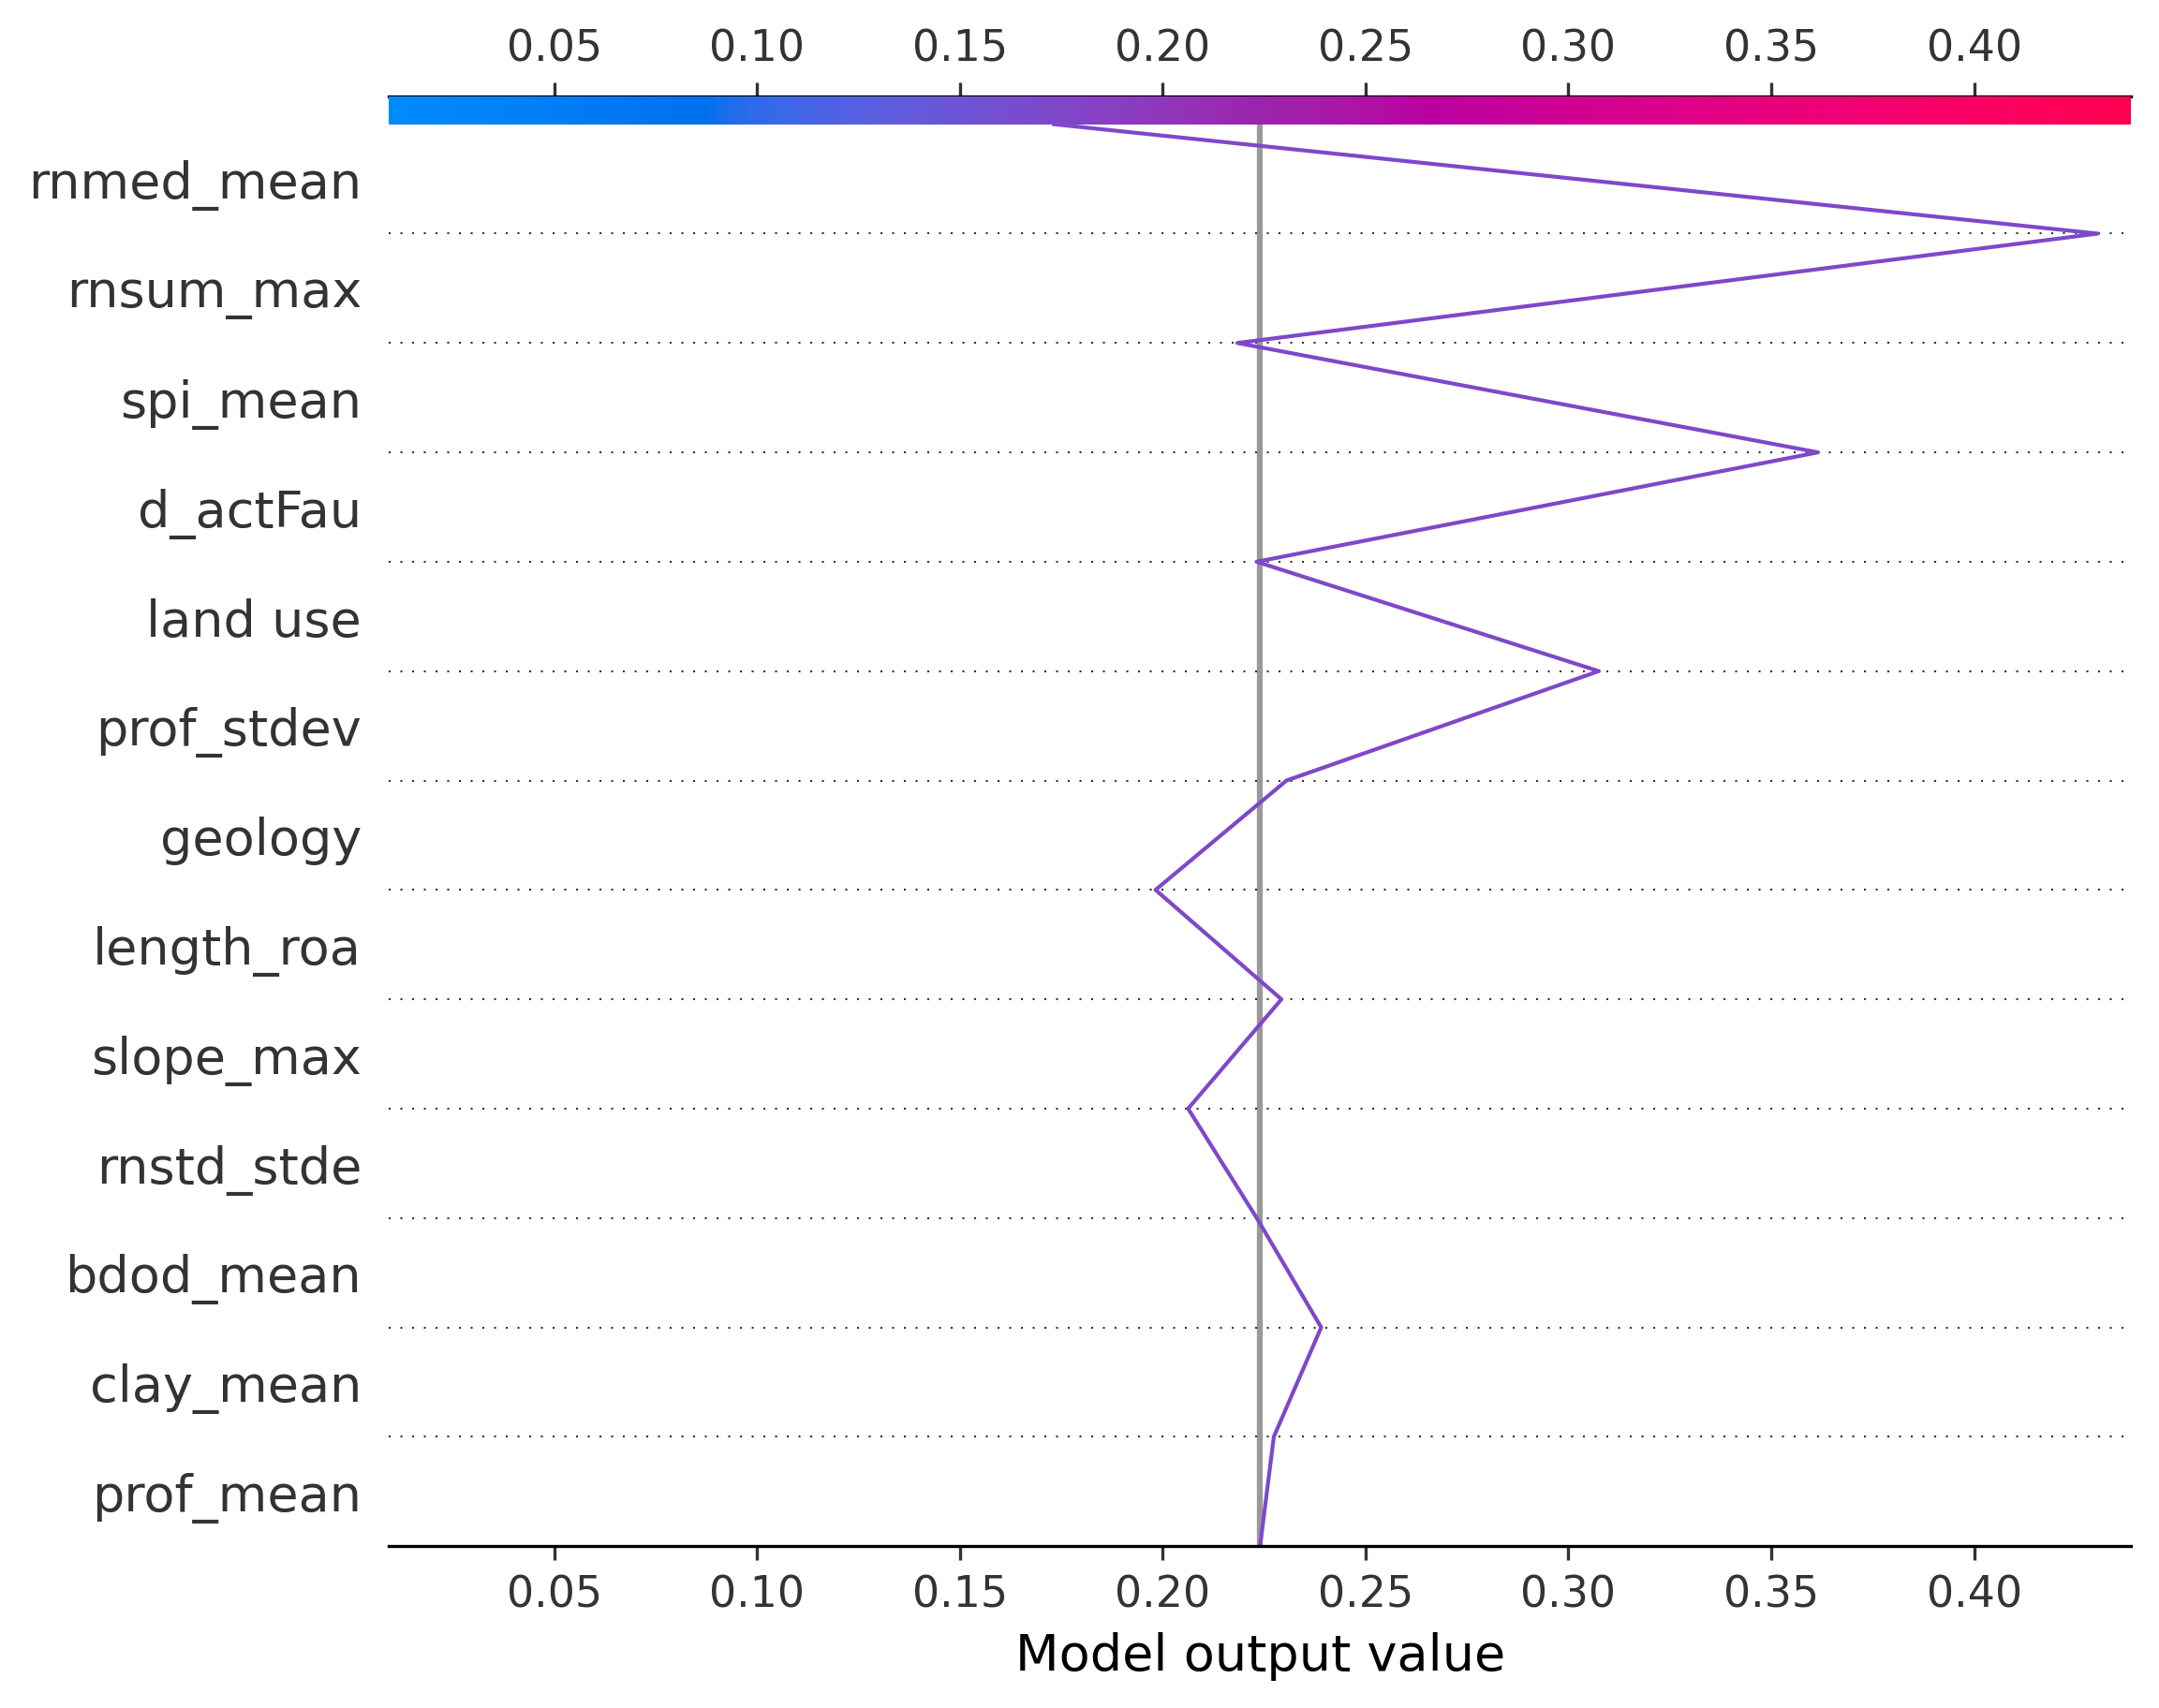 0.05 0.10 0.15 0.20 0.25 0.30 0.35 0.40
rnmed_mean
rnsum_max
spi_mean
d_actFau
land use
prof_stdev
geology
length_roa
slope_max
rnstd_stde
bdod_mean
clay_mean
prof_mean
0.05 0.10 0.15 0.20 0.25 0.30 0.35 0.40
Model output value